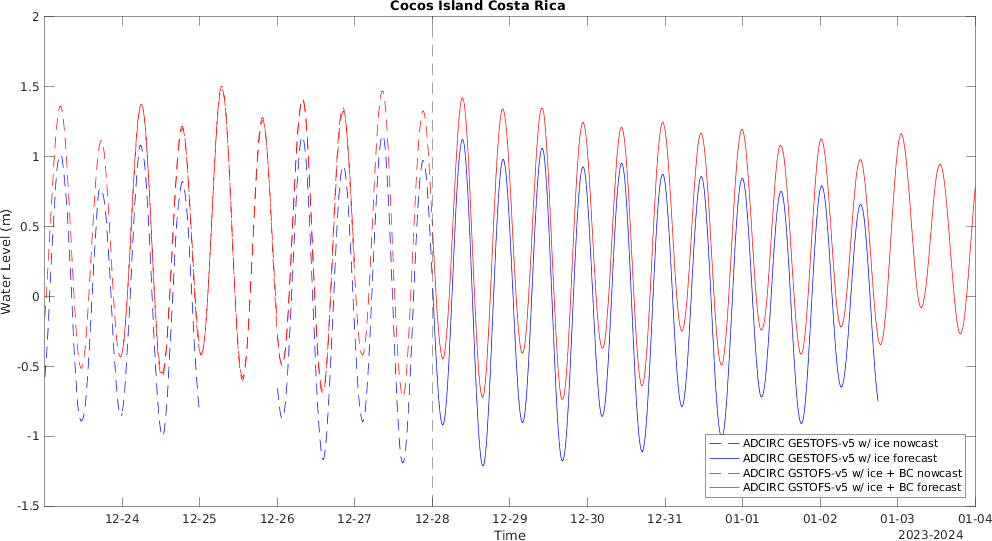 Cocos Island Costa Rica
Water Level (m)
2
1.5
1
0.5
0
-0.5
-1
-1.5
ADCIRC GESTOFS-v5 w/ ice nowcast
ADCIRC GESTOFS-v5 w/ ice forecast
ADCIRC GSTOFS-v5 w/ ice + BC nowcast
ADCIRC GSTOFS-v5 w/ ice + BC forecast
12-24 12-25 12-26 12-27 12-28 12-29 12-30 12-31 01-01 01-02 01-03 01-04
Time
2023-2024